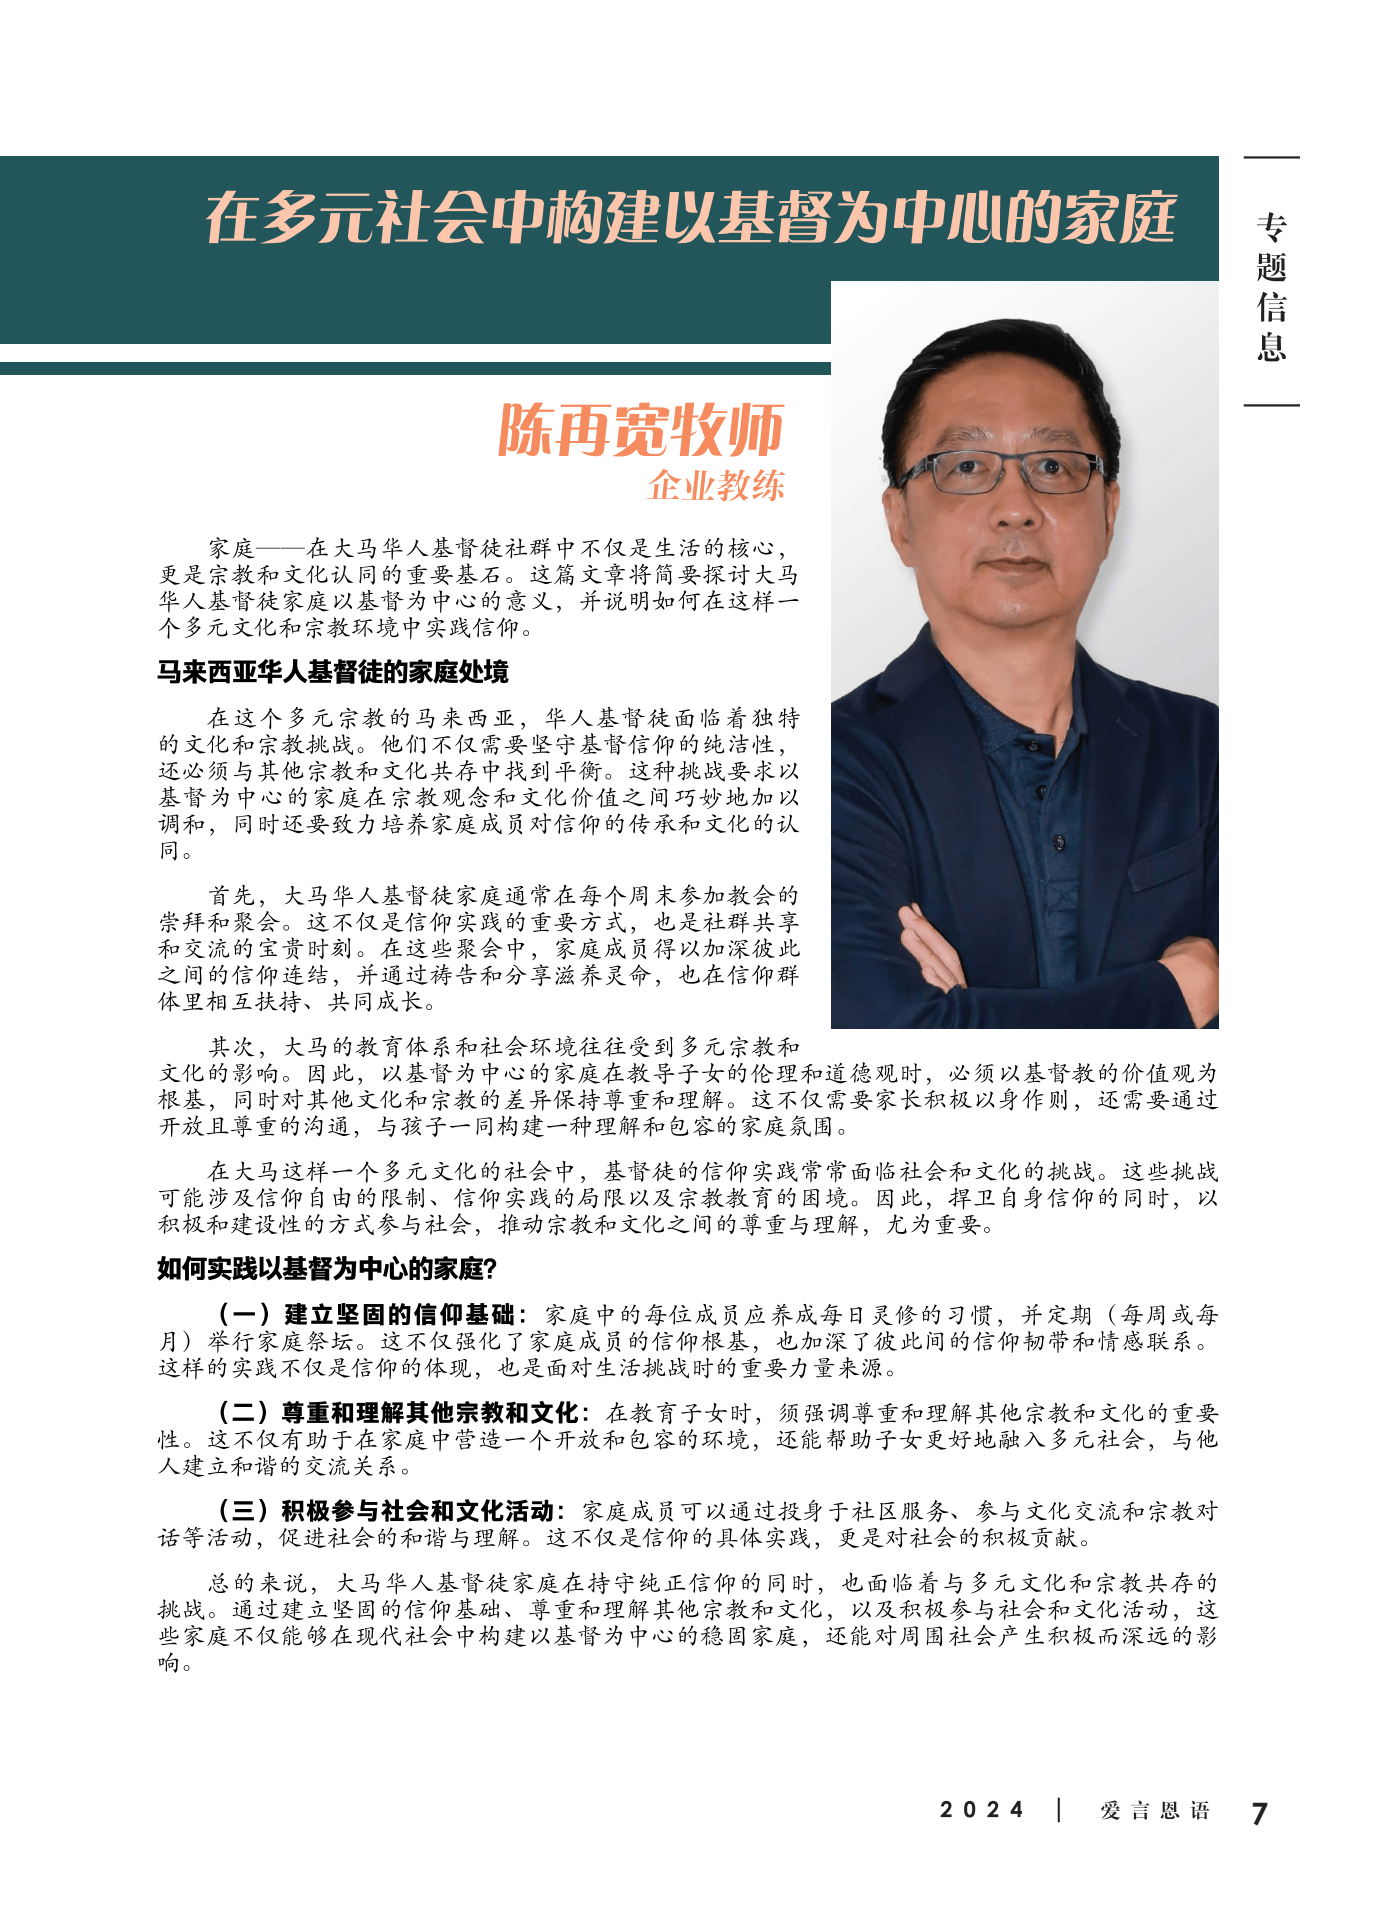 在多元社会中构建以基督为中心的家庭
专题信息
陈再宽牧师
企业教练
家庭——在大马华人基督徒社群中不仅是生活的核心，
更是宗教和文化认同的重要基石。这篇文章将简要探讨大马
华人基督徒家庭以基督为中心的意义，并说明如何在这样一
个多元文化和宗教环境中实践信仰。
马来西亚华人基督徒的家庭处境
在这个多元宗教的马来西亚，华人基督徒面临着独特
的文化和宗教挑战。他们不仅需要坚守基督信仰的纯洁性，
还必须与其他宗教和文化共存中找到平衡。这种挑战要求以
基督为中心的家庭在宗教观念和文化价值之间巧妙地加以
调和，同时还要致力培养家庭成员对信仰的传承和文化的认
同。
首先，大马华人基督徒家庭通常在每个周末参加教会的
崇拜和聚会。这不仅是信仰实践的重要方式，也是社群共享
和交流的宝贵时刻。在这些聚会中，家庭成员得以加深彼此
之间的信仰连结，并通过祷告和分享滋养灵命，也在信仰群
体里相互扶持、共同成长。
其次，大马的教育体系和社会环境往往受到多元宗教和
文化的影响。因此，以基督为中心的家庭在教导子女的伦理和道德观时，必须以基督教的价值观为
根基，同时对其他文化和宗教的差异保持尊重和理解。这不仅需要家长积极以身作则，还需要通过
开放且尊重的沟通，与孩子一同构建一种理解和包容的家庭氛围。
在大马这样一个多元文化的社会中，基督徒的信仰实践常常面临社会和文化的挑战。这些挑战
可能涉及信仰自由的限制、信仰实践的局限以及宗教教育的困境。因此，捍卫自身信仰的同时，以
积极和建设性的方式参与社会，推动宗教和文化之间的尊重与理解，尤为重要。
如何实践以基督为中心的家庭？
（一）建立坚固的信仰基础：家庭中的每位成员应养成每日灵修的习惯，并定期（每周或每
月）举行家庭祭坛。这不仅强化了家庭成员的信仰根基，也加深了彼此间的信仰韧带和情感联系。
这样的实践不仅是信仰的体现，也是面对生活挑战时的重要力量来源。
（二）尊重和理解其他宗教和文化：在教育子女时，须强调尊重和理解其他宗教和文化的重要
性。这不仅有助于在家庭中营造一个开放和包容的环境，还能帮助子女更好地融入多元社会，与他
人建立和谐的交流关系。
（三）积极参与社会和文化活动：家庭成员可以通过投身于社区服务、参与文化交流和宗教对
话等活动，促进社会的和谐与理解。这不仅是信仰的具体实践，更是对社会的积极贡献。
总的来说，大马华人基督徒家庭在持守纯正信仰的同时，也面临着与多元文化和宗教共存的
挑战。通过建立坚固的信仰基础、尊重和理解其他宗教和文化，以及积极参与社会和文化活动，这
些家庭不仅能够在现代社会中构建以基督为中心的稳固家庭，还能对周围社会产生积极而深远的影
响。
2024 | 爱言恩语 7